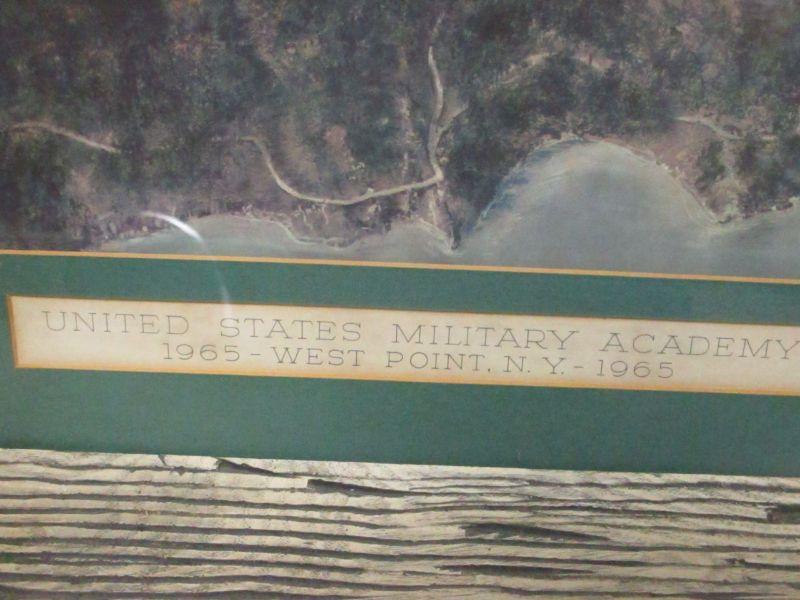 UNITED STATES MILITARY ACADEMY
1965 - WEST POINT, N. Y. - 1965